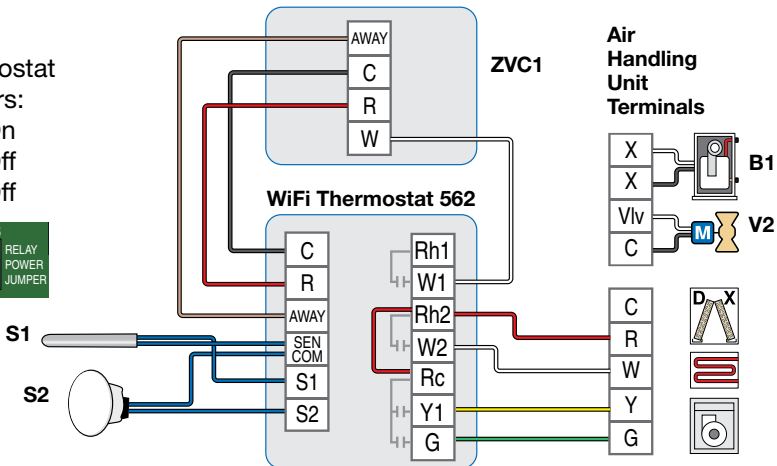 ostat
rs:
n
ff
ff
RELAY
POWER
JUMPER
S1
S2
AWAY
C
R
W
ZVC1
WiFi Thermostat 562
C
R
AWAY
SEN
COM
S1
S2
Rh1
W1
Rh2
W2
Rc
Y1
G
Air
Handling
Unit
Terminals
X
X
Vlv
C
B1
M
V2
C
R
W
Y
G
D X